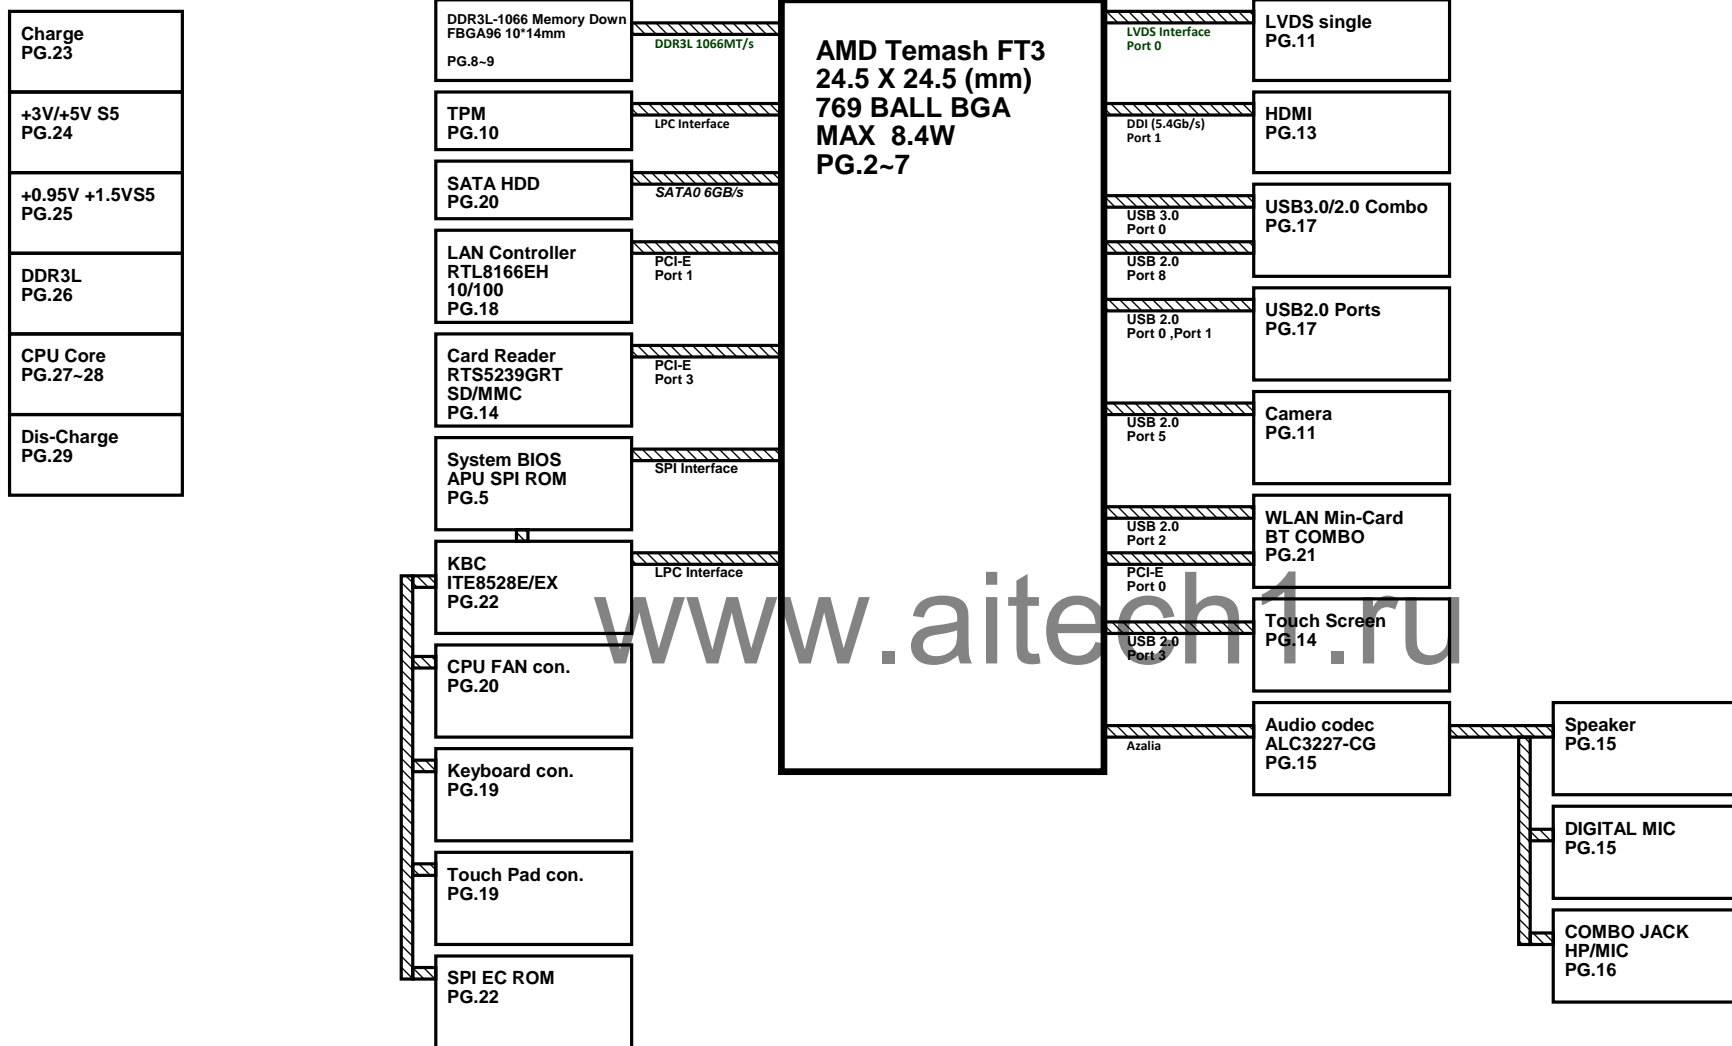 Charge
PG.23
+3V/+5V S5
PG.24
+0.95V +1.5VS5
PG.25
DDR3L
PG.26
CPU Core
PG.27~28
Dis-Charge
PG.29
DDR3L-1066 Memory Down
FBGA96 10*14mm
PG.8~9
DDR3L 1066MT/s
TPM
PG.10
LPC Interface
SATA HDD
PG.20
SATA0 6GB/s
LAN Controller
RTL8166EH
10/100
PG.18
PCI-E
Port 1
Card Reader
RTS5239GRT
SD/MMC
PG.14
PCI-E
Port 3
System BIOS
APU SPI ROM
PG.5
SPI Interface
KBC
ITE8528E/EX
PG.22
LPC Interface
CPU FAN con.
PG.20
Keyboard con.
PG.19
Touch Pad con.
PG.19
SPI EC ROM
PG.22
AMD Temash FT3
24.5 X 24.5 (mm)
769 BALL BGA
MAX 8.4W
PG.2~7
LVDS Interface
Port 0
LVDS single
PG.11
DDI (5.4Gb/s)
Port 1
HDMI
PG.13
USB 3.0
Port 0
USB 2.0
Port 8
USB3.0/2.0 Combo
PG.17
USB 2.0
Port 0 ,Port 1
USB2.0 Ports
PG.17
USB 2.0
Port 5
Camera
PG.11
USB 2.0
Port 2
PCI-E
Port 0
WLAN Min-Card
BT COMBO
PG.21
USB 2.0
Port 3
Touch Screen
PG.14
Azalia
Audio codec
ALC3227-CG
PG.15
Speaker
PG.15
DIGITAL MIC
PG.15
COMBO JACK
HP/MIC
PG.16
www.aitech1.ru